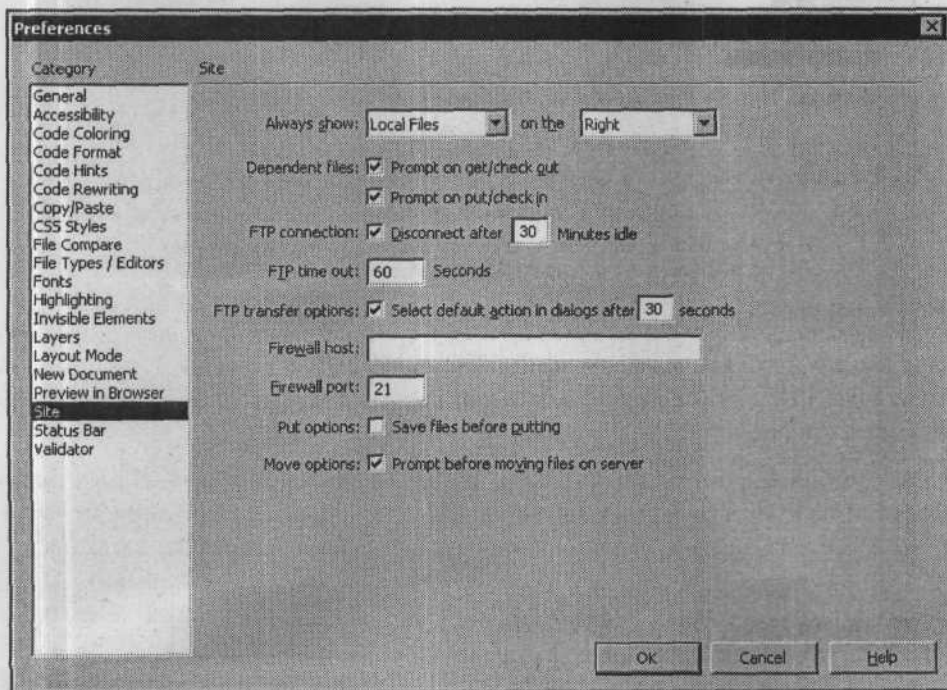 Preferences
Category
Site
General
Accessibility
Code Coloring
Code Format
Code Hints
Code Rewriting
Copy/Paste
CSS Styles
File Compare
File Types / Editors
Fonts
Highlighting
Invisible Elements
Layers
Layout Mode
New Document
Preview in Browser
Site
Status Bar
Validator
Always show: Local Files on the Right
Dependent files: Prompt on get/check out
Prompt on put/check in
FTP connection: Disconnect after 30 Minutes idle
FTP time out: 60 Seconds
FTP transfer options: Select default action in dialogs after 30 seconds
Firewall host:
Firewall port: 21
Put options: Save files before putting
Move options: Prompt before moving files on server
OK Cancel Help